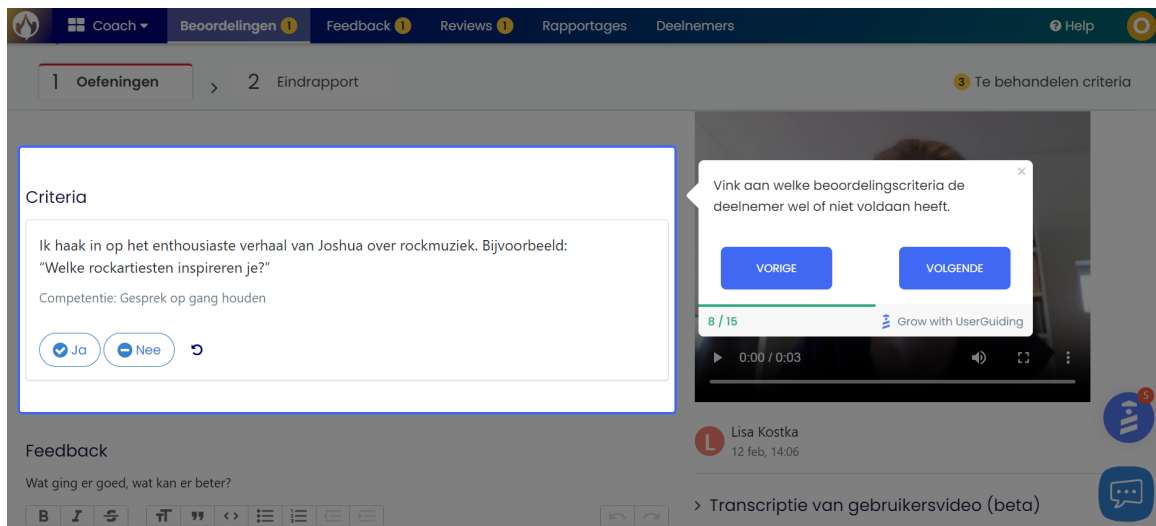 Coach
Beoordelingen 1
Feedback 1
Reviews 1
Rapportages
Deelnemers
Help
O
1 Oefeningen
2 Eindrapport
3 Te behandelen criteria
Criteria
Ik haak in op het enthousiaste verhaal van Joshua over rockmuziek. Bijvoorbeeld:
“Welke rockartiesten inspireren je?”
Competentie: Gesprek op gang houden
Ja
Nee
Vink aan welke beoordelingscriteria de
deelnemer wel of niet voldaan heeft.
VORIGE
VOLGENDE
8 / 15
Grow with UserGuiding
0:00 / 0:03
5
L
Lisa Kostka
12 feb, 14:06
Feedback
Wat ging er goed, wat kan er beter?
B I S TT
> Transcriptie van gebruikersvideo (beta)